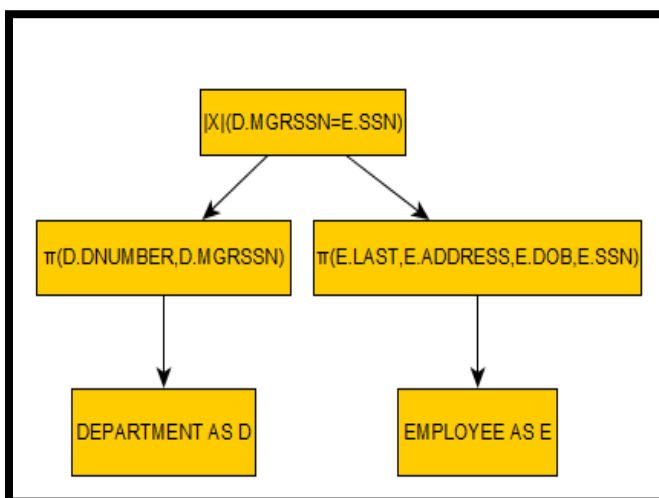 |X|(D.MGRSSN=E.SSN)
π(D.DNUMBER,D.MGRSSN)
π(E.LAST,E.ADDRESS,E.DOB,E.SSN)
DEPARTMENT AS D
EMPLOYEE AS E